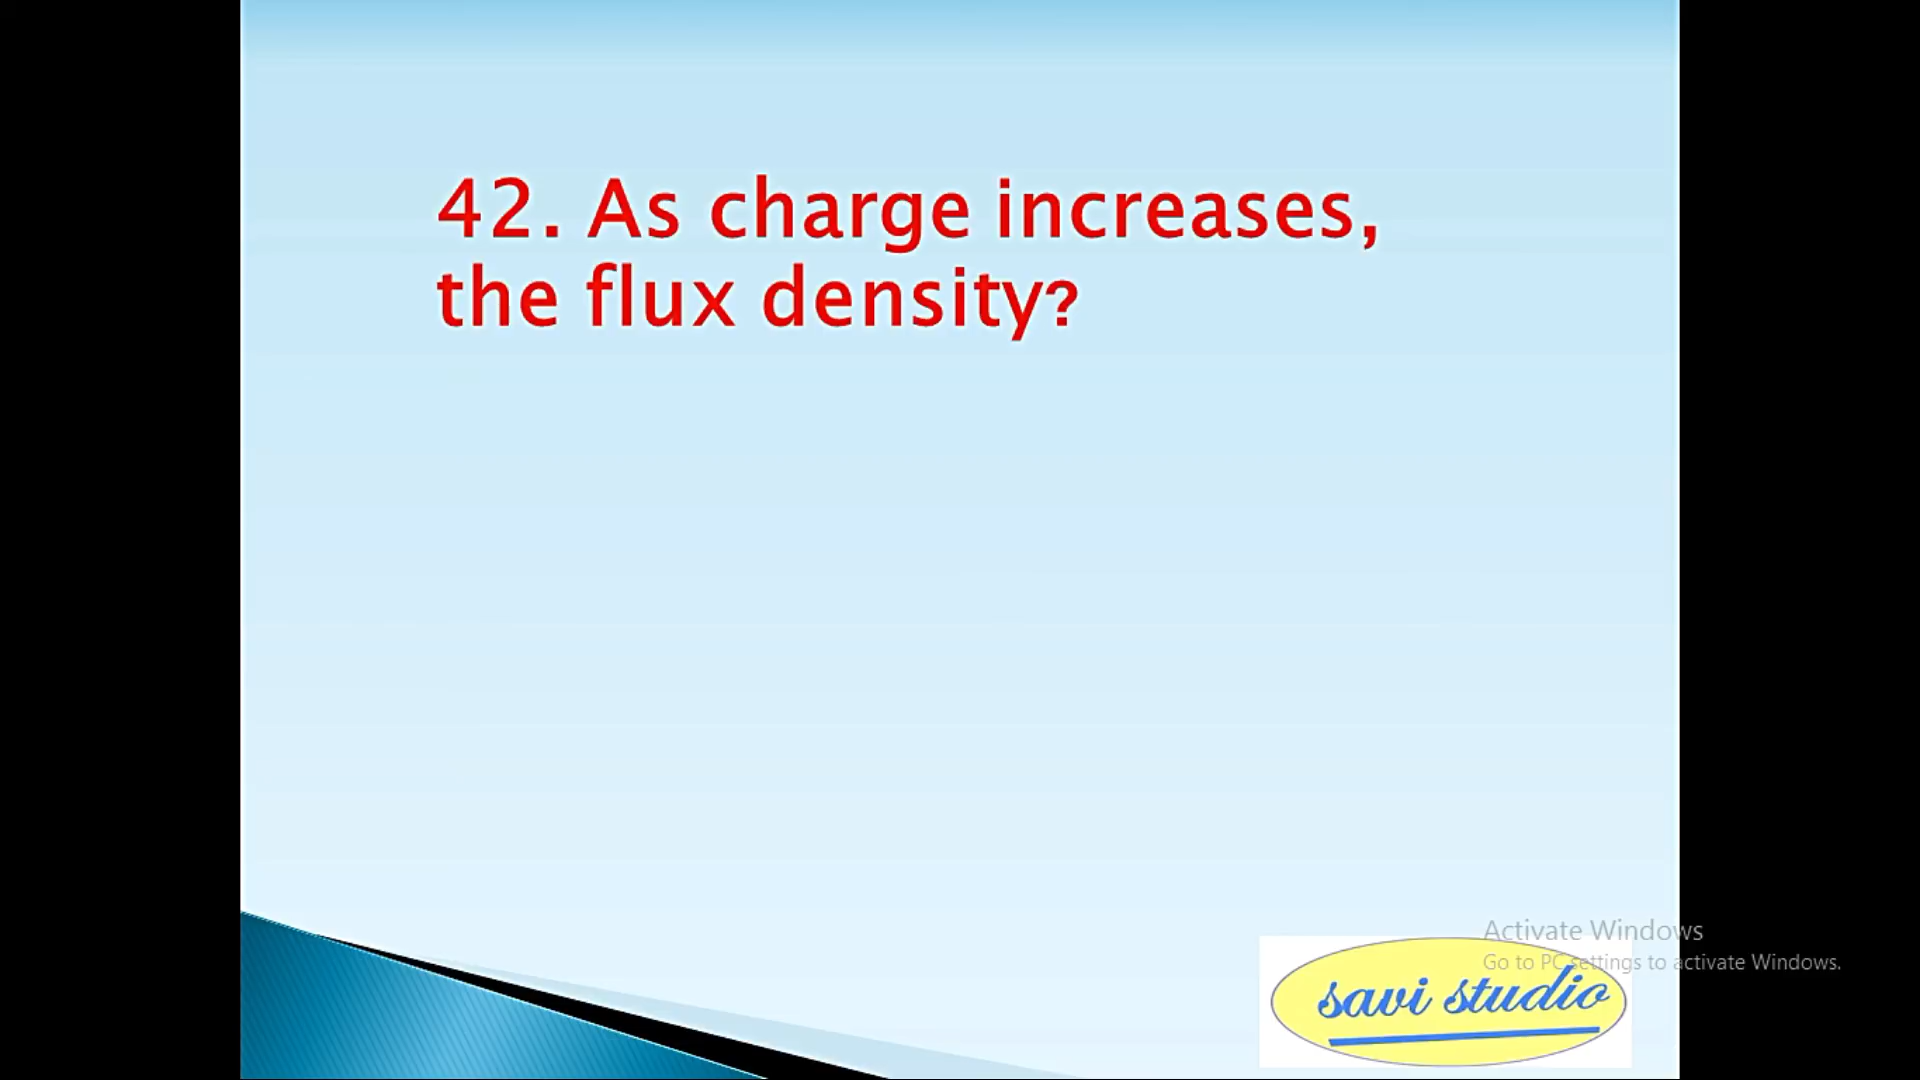 42. As charge increases,
the flux density?
Activate Windows
Go to PC settings to activate Windows.
savi studio